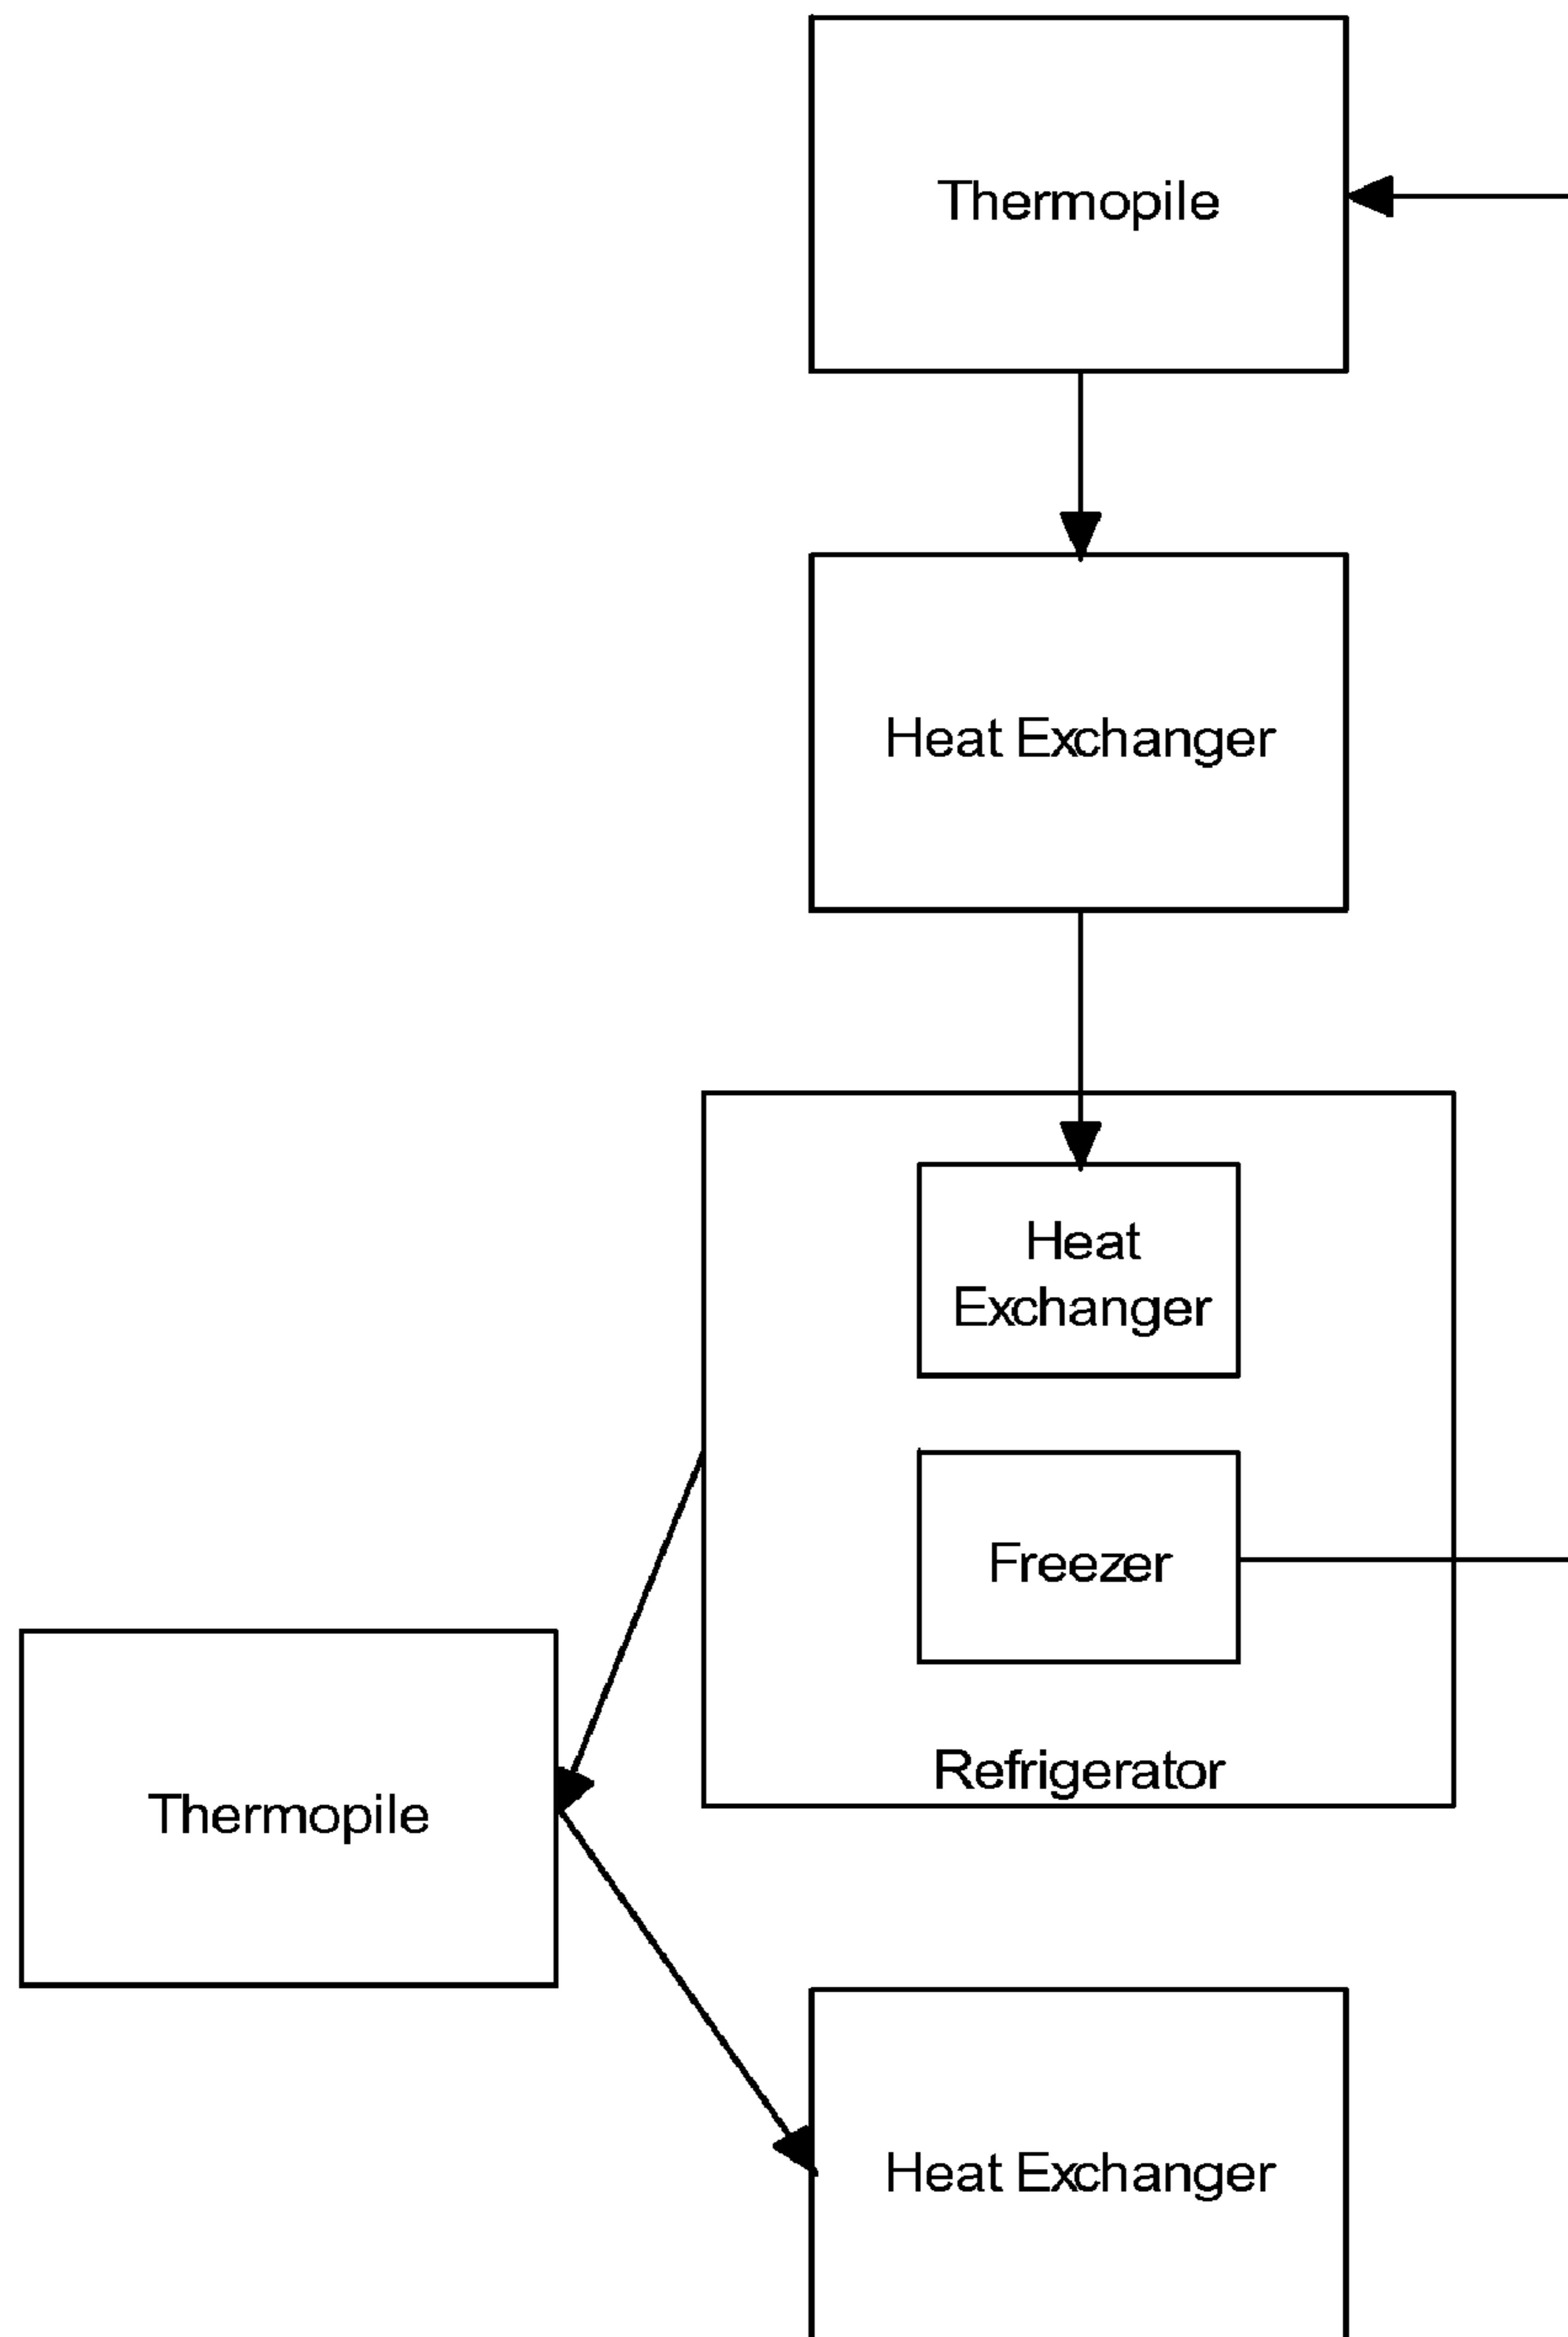 Thermopile
Heat Exchanger
Heat
Exchanger
Freezer
Refrigerator
Thermopile
Heat Exchanger